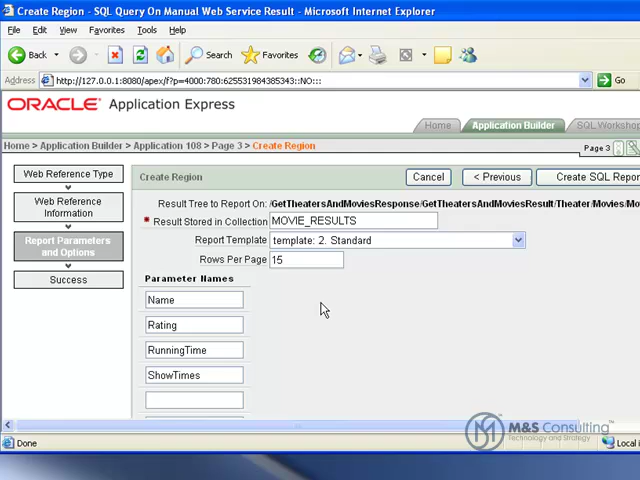 Create Region - SQL Query On Manual Web Service Result - Microsoft Internet Explorer
File Edit View Favorites Tools Help
Back Search Favorites
Address http://127.0.0.1:8080/apex/f?p=4000:780:625531984385343::NO::: Go
ORACLE Application Express
Home Application Builder SQL Workshop
Home > Application Builder > Application 108 > Page 3 > Create Region Page 3
Web Reference Type
Web Reference
Information
Report Parameters
and Options
Success
Create Region Cancel < Previous Create SQL Repor
Result Tree to Report On: /GetTheatersAndMoviesResponse/GetTheatersAndMoviesResult/Theater/Movies/Mo
* Result Stored in Collection MOVIE_RESULTS
Report Template template: 2. Standard
Rows Per Page 15
Parameter Names
Name
Rating
RunningTime
ShowTimes
M&S Consulting
Technology and Strategy
Done Local i